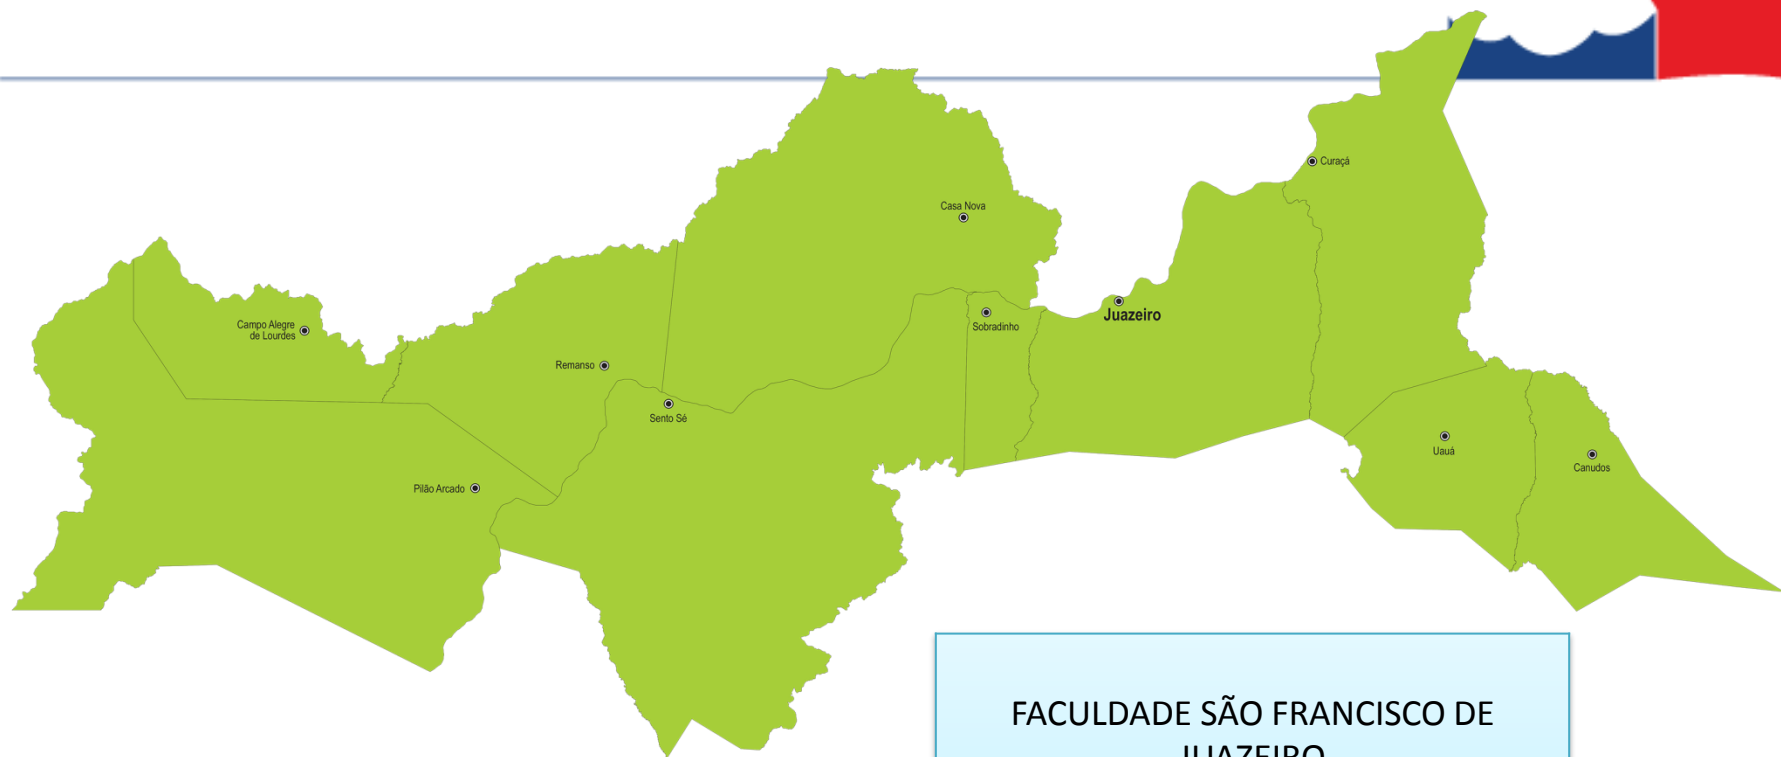 Curaçá
Casa Nova
Juazeiro
Sobradinho
Campo Alegre
de Lourdes
Remanso
Sento Sé
Uauá
Canudos
Pilão Arcado
FACULDADE SÃO FRANCISCO DE
JUAZEIRO